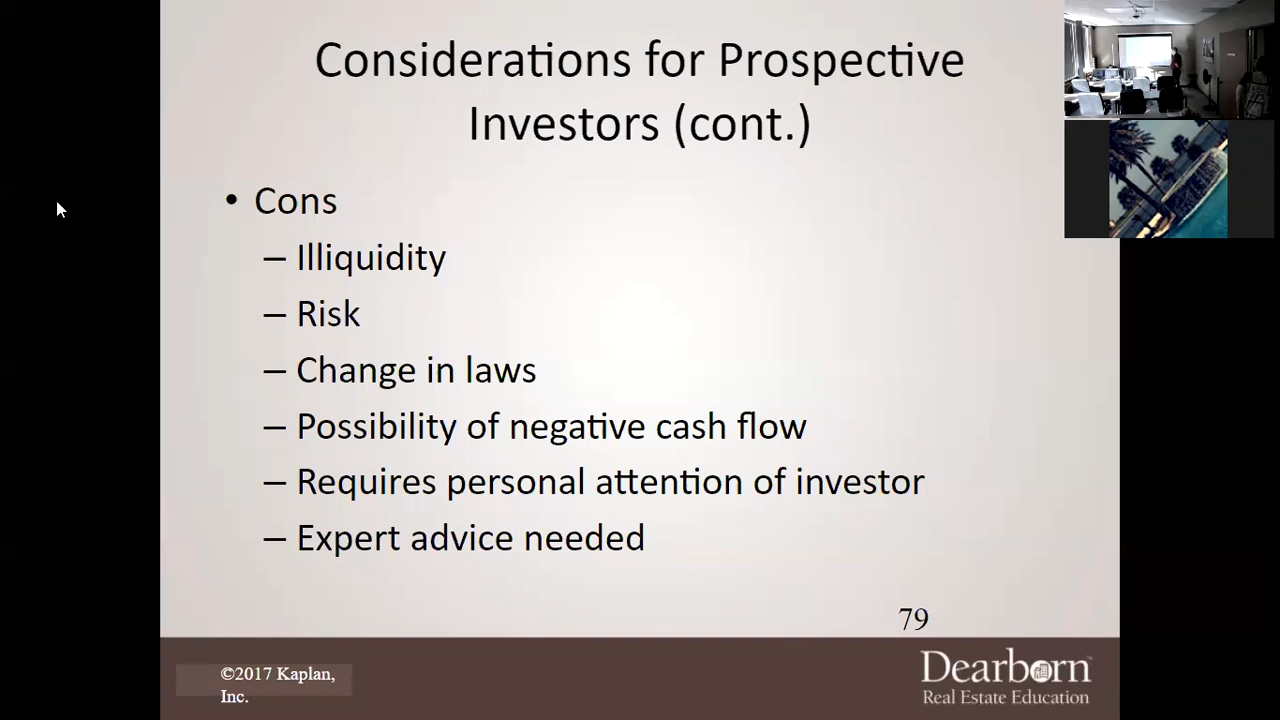 Considerations for Prospective
Investors (cont.)
• Cons
– Illiquidity
– Risk
– Change in laws
– Possibility of negative cash flow
– Requires personal attention of investor
– Expert advice needed
79
©2017 Kaplan,
Inc.
Dearborn
Real Estate Education